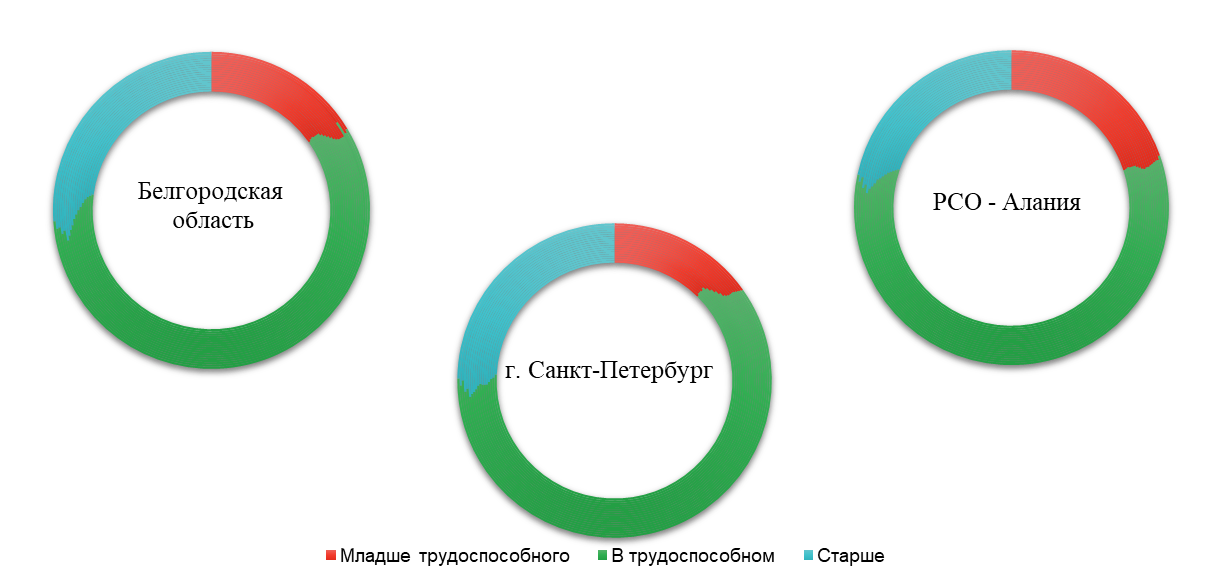 Белгородская
область
РСО - Алания
г. Санкт-Петербург
Младше трудоспособного В трудоспособном Старше